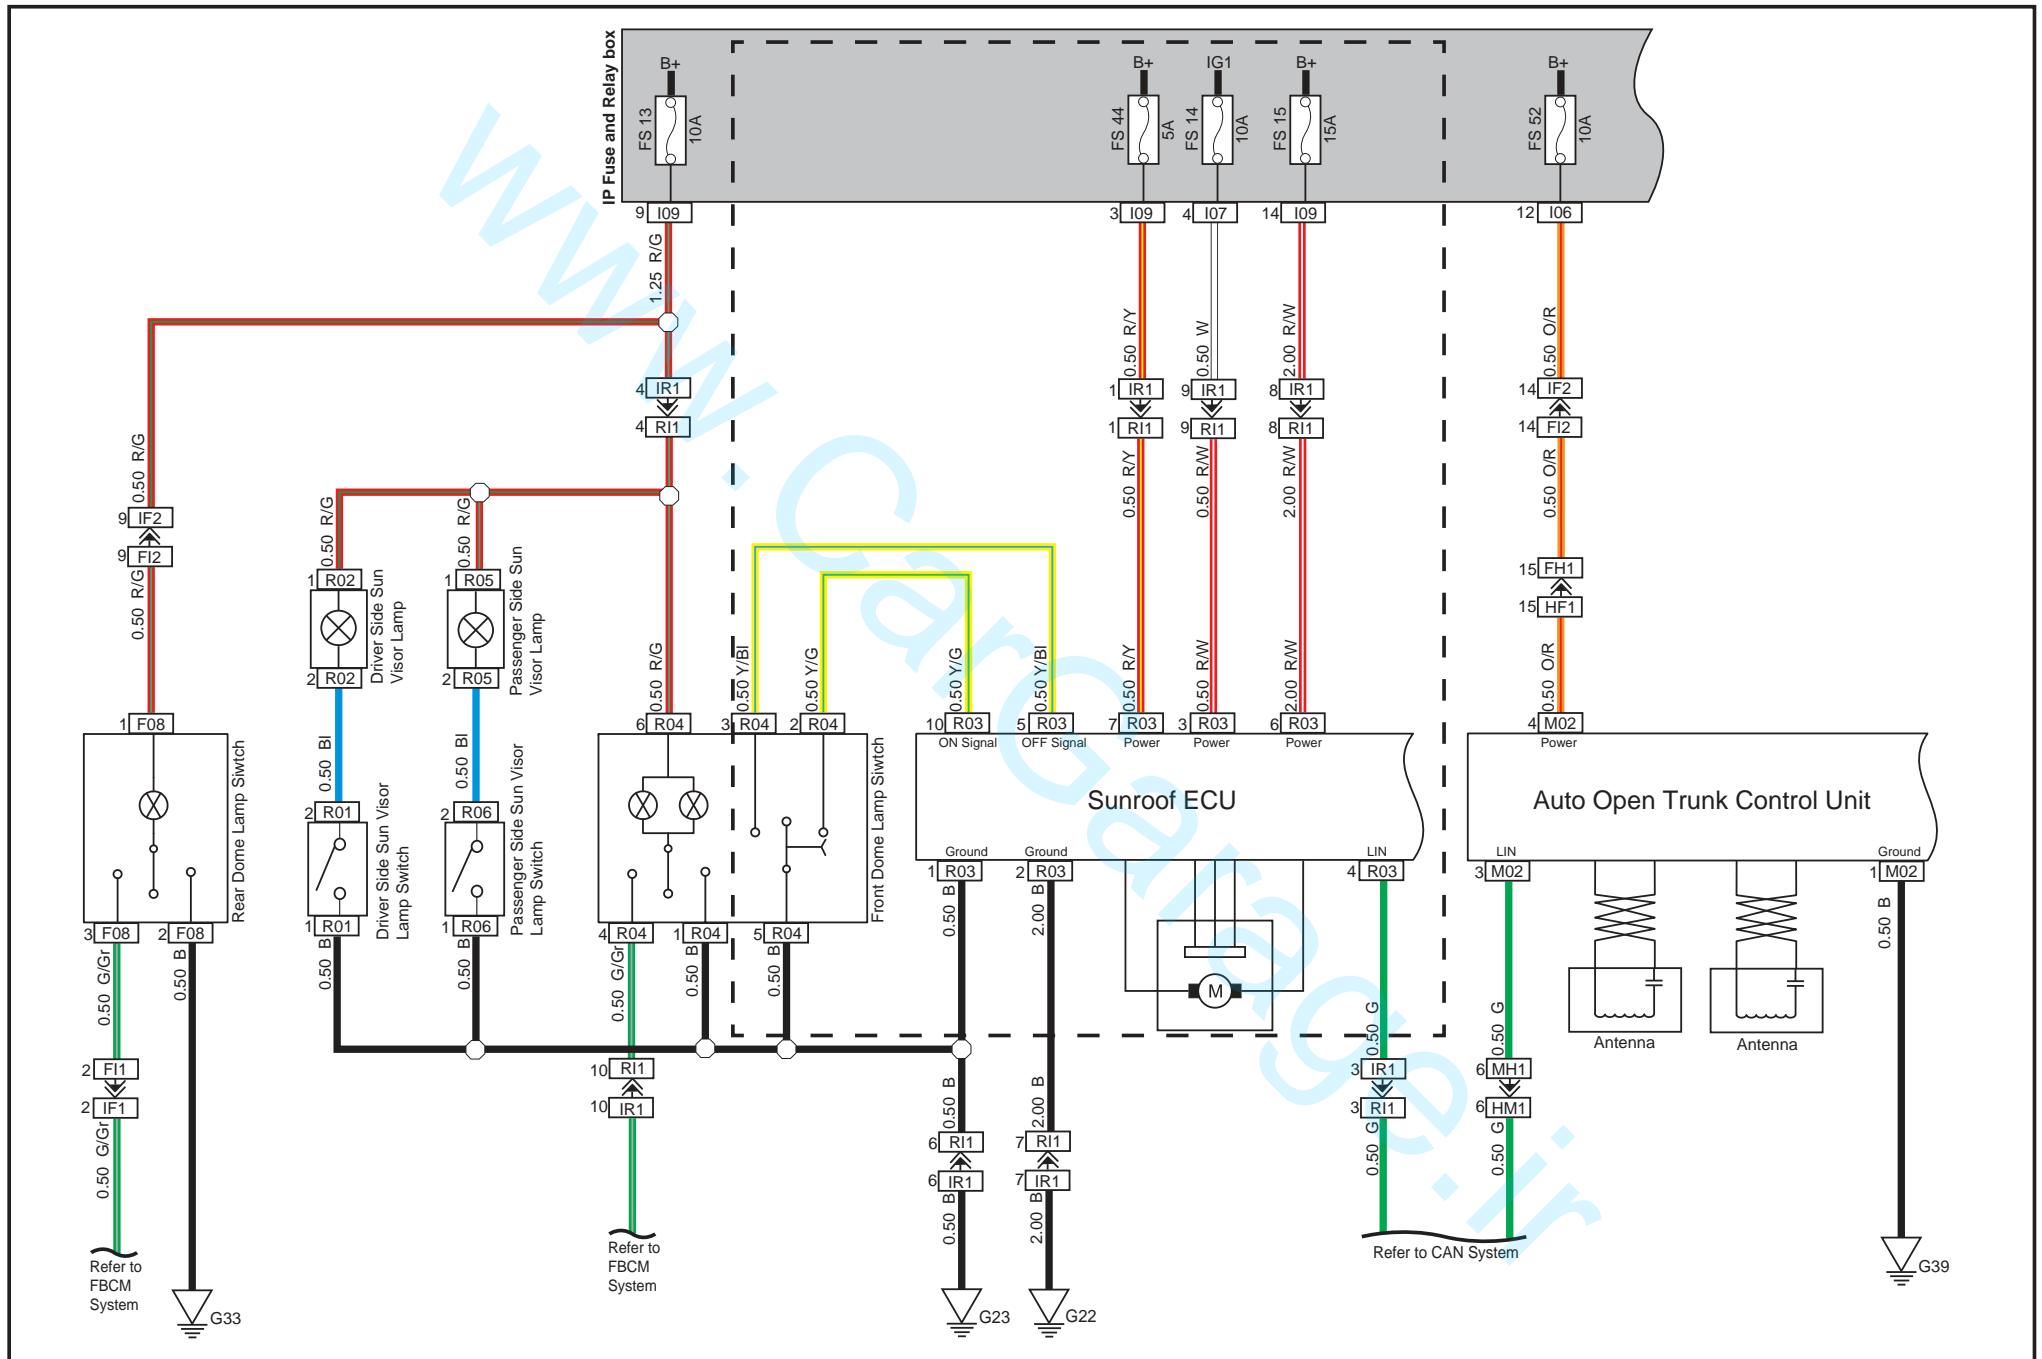 IP Fuse and Relay box
B+
FS 13
10A
B+
FS 44
5A
IG1
FS 14
10A
B+
FS 15
15A
B+
FS 52
10A
9 I09
3 I09
4 I07
14 I09
12 I06
1.25 R/G
0.50 R/Y
0.50 W
2.00 R/W
0.50 O/R
4 IR1
4 RI1
1 IR1
1 RI1
9 IR1
9 RI1
8 IR1
8 RI1
14 IF2
14 FI2
0.50 R/G
9 IF2
9 FI2
0.50 R/G
0.50 R/G
0.50 R/G
0.50 R/Y
0.50 R/W
2.00 R/W
0.50 O/R
15 FH1
15 HF1
1 R02
2 R02
Driver Side Sun
Visor Lamp
1 R05
2 R05
Passenger Side Sun
Visor Lamp
0.50 R/G
0.50 Y/Bl
0.50 Y/G
0.50 Y/G
0.50 Y/Bl
0.50 R/Y
0.50 R/W
2.00 R/W
0.50 O/R
1 F08
6 R04
3 R04
2 R04
10 R03
5 R03
7 R03
3 R03
6 R03
4 M02
ON Signal
OFF Signal
Power
Power
Power
Power
0.50 Bl
0.50 Bl
2 R01
1 R01
Driver Side Sun Visor
Lamp Switch
2 R06
1 R06
Passenger Side Sun Visor
Lamp Switch
Rear Dome Lamp Siwtch
Front Dome Lamp Siwtch
Sunroof ECU
Auto Open Trunk Control Unit
Ground
Ground
LIN
LIN
Ground
1 R03
2 R03
4 R03
3 M02
1 M02
3 F08
2 F08
4 R04
1 R04
5 R04
0.50 G/Gr
0.50 B
0.50 B
0.50 B
0.50 G/Gr
0.50 B
0.50 B
0.50 B
2.00 B
M
0.50 G
0.50 G
0.50 B
Antenna
Antenna
2 FI1
2 IF1
10 RI1
10 IR1
3 IR1
3 RI1
6 MH1
6 HM1
0.50 G/Gr
0.50 B
2.00 B
6 RI1
6 IR1
7 RI1
7 IR1
0.50 G
0.50 G
0.50 B
2.00 B
Refer to
FBCM
System
Refer to
FBCM
System
Refer to CAN System
G33
G23
G22
G39
www.CarGarage.ir